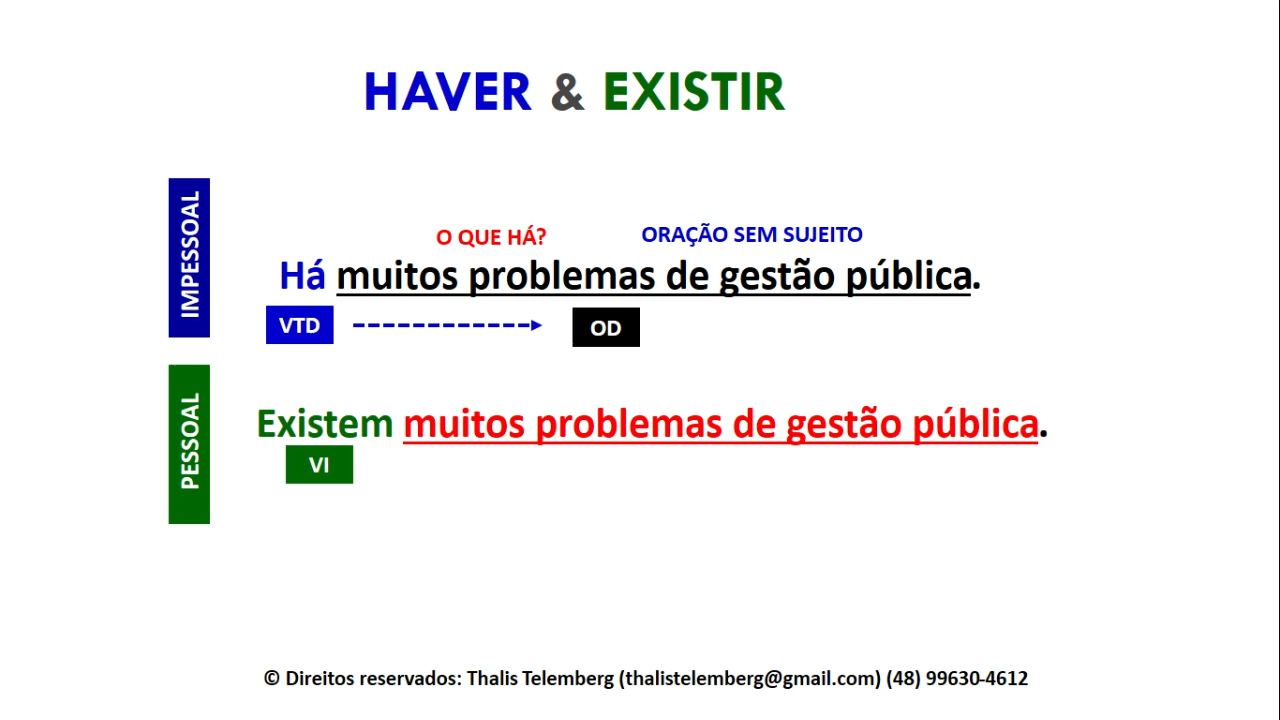 HAVER & EXISTIR
IMPESSOAL
O QUE HÁ?
ORAÇÃO SEM SUJEITO
Há muitos problemas de gestão pública.
VTD
OD
PESSOAL
Existem muitos problemas de gestão pública.
VI
© Direitos reservados: Thalis Telemberg (thalistelemberg@gmail.com) (48) 99630-4612